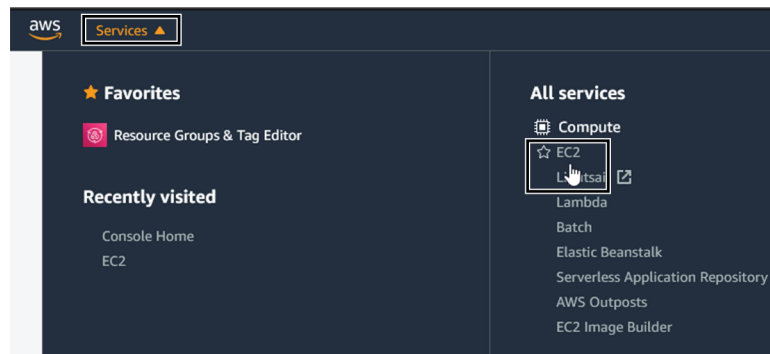 aws
Services
Favorites
Resource Groups & Tag Editor
Recently visited
Console Home
EC2
All services
Compute
EC2
Lambda
Batch
Elastic Beanstalk
Serverless Application Repository
AWS Outposts
EC2 Image Builder